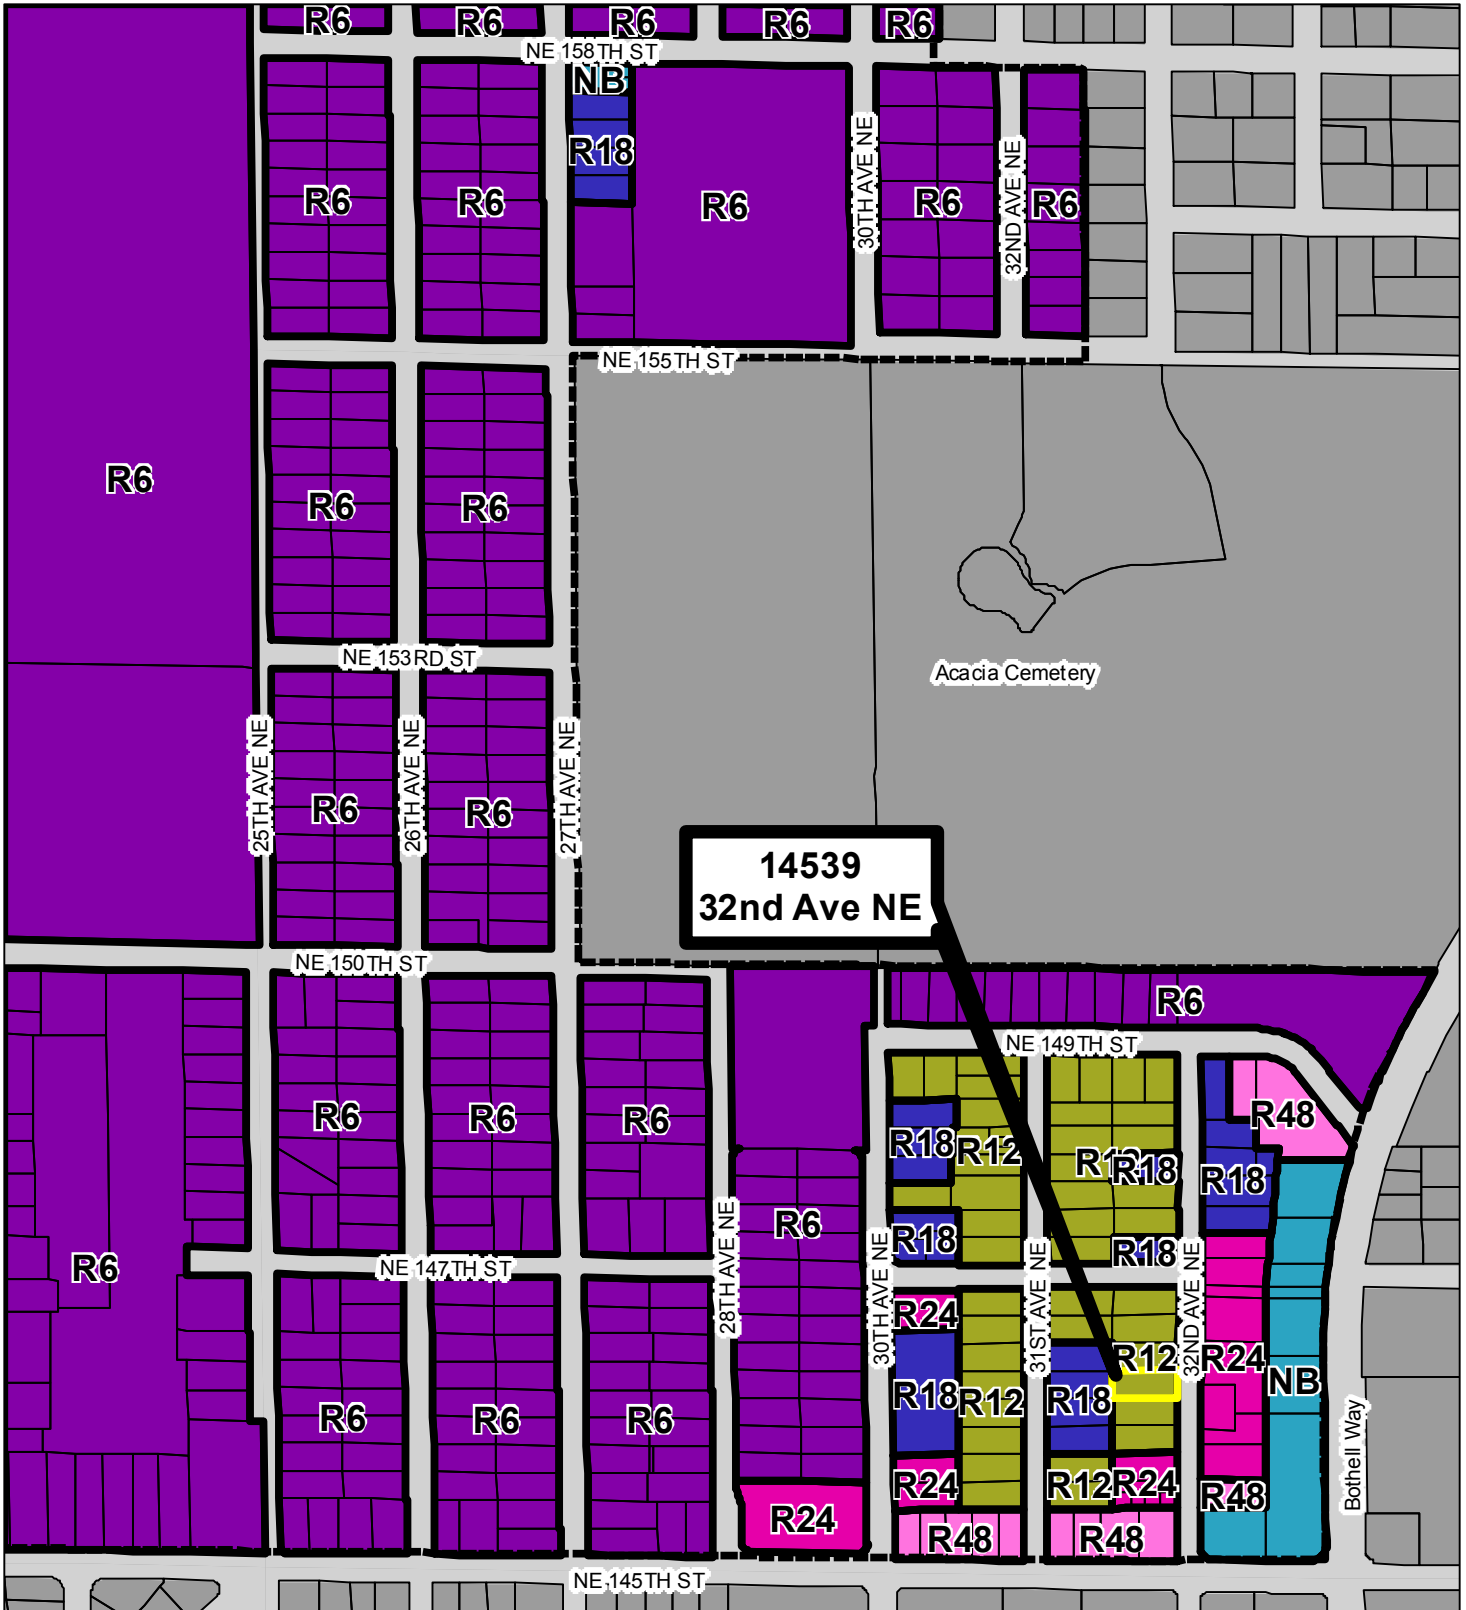 R6
R6
R6
R6
R6
NE 158TH ST
NB
R18
R6
R6
R6
30TH AVE NE
R6
32ND AVE NE
R6
NE 155TH ST
R6
R6
R6
NE 153RD ST
Acacia Cemetery
25TH AVE NE
26TH AVE NE
27TH AVE NE
R6
R6
14539
32nd Ave NE
NE 150TH ST
R6
NE 149TH ST
R6
R6
R6
R48
R18
R12
R12
R18
R18
R6
28TH AVE NE
R18
R18
R6
NE 147TH ST
30TH AVE NE
31ST AVE NE
32ND AVE NE
R24
R12
R24
NB
R18
R12
R18
R6
R6
R6
Bothell Way
R24
R12
R24
R48
R24
R48
R48
NE 145TH ST